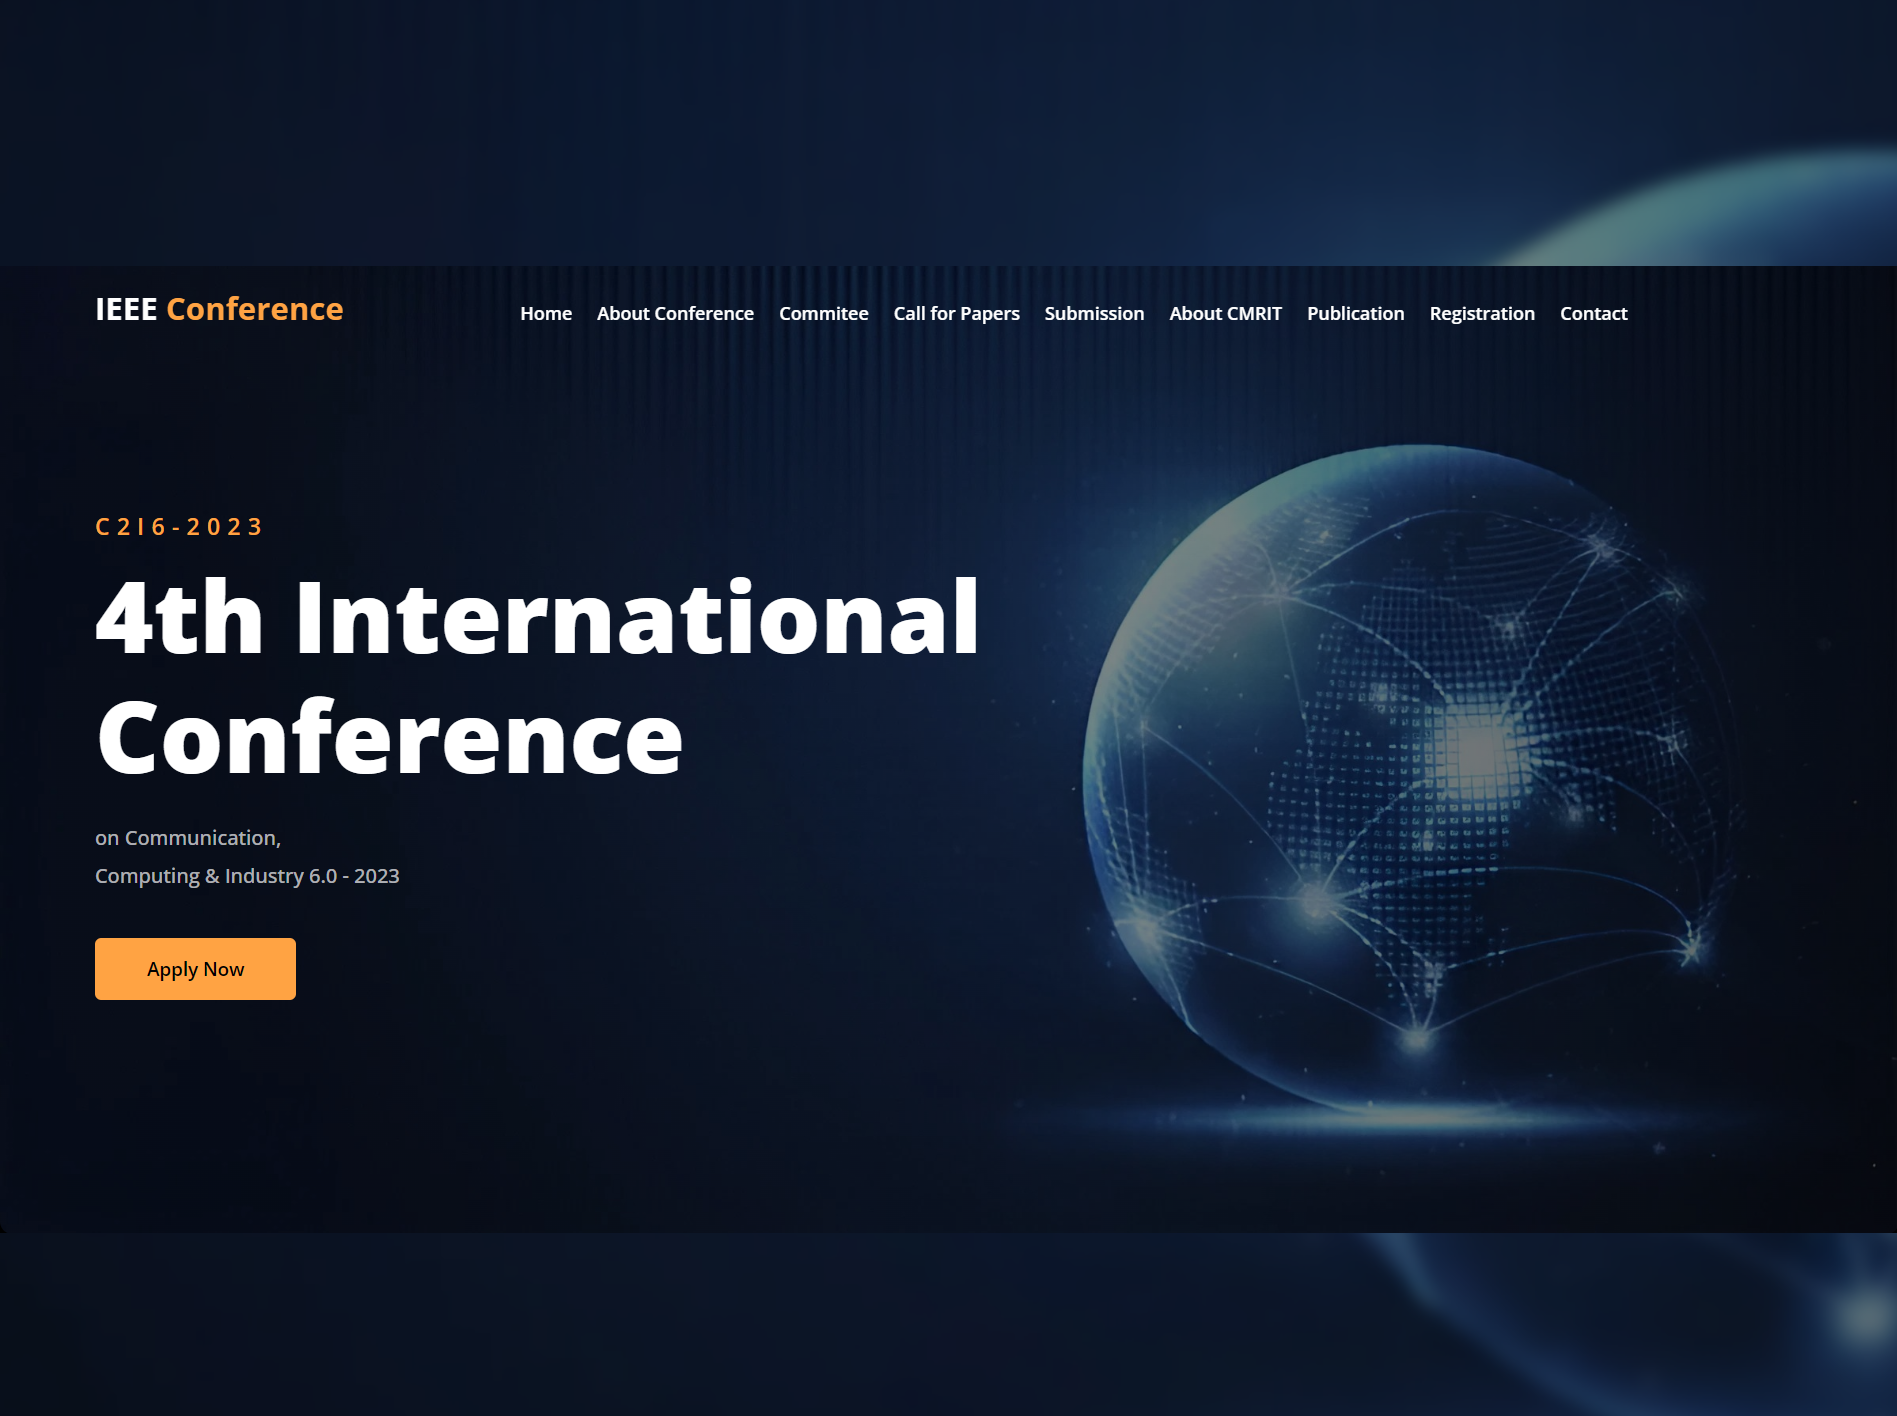 IEEE Conference
Home About Conference Commitee Call for Papers Submission About CMRIT Publication Registration Contact
C2I6-2023
4th International
Conference
on Communication,
Computing & Industry 6.0 - 2023
Apply Now